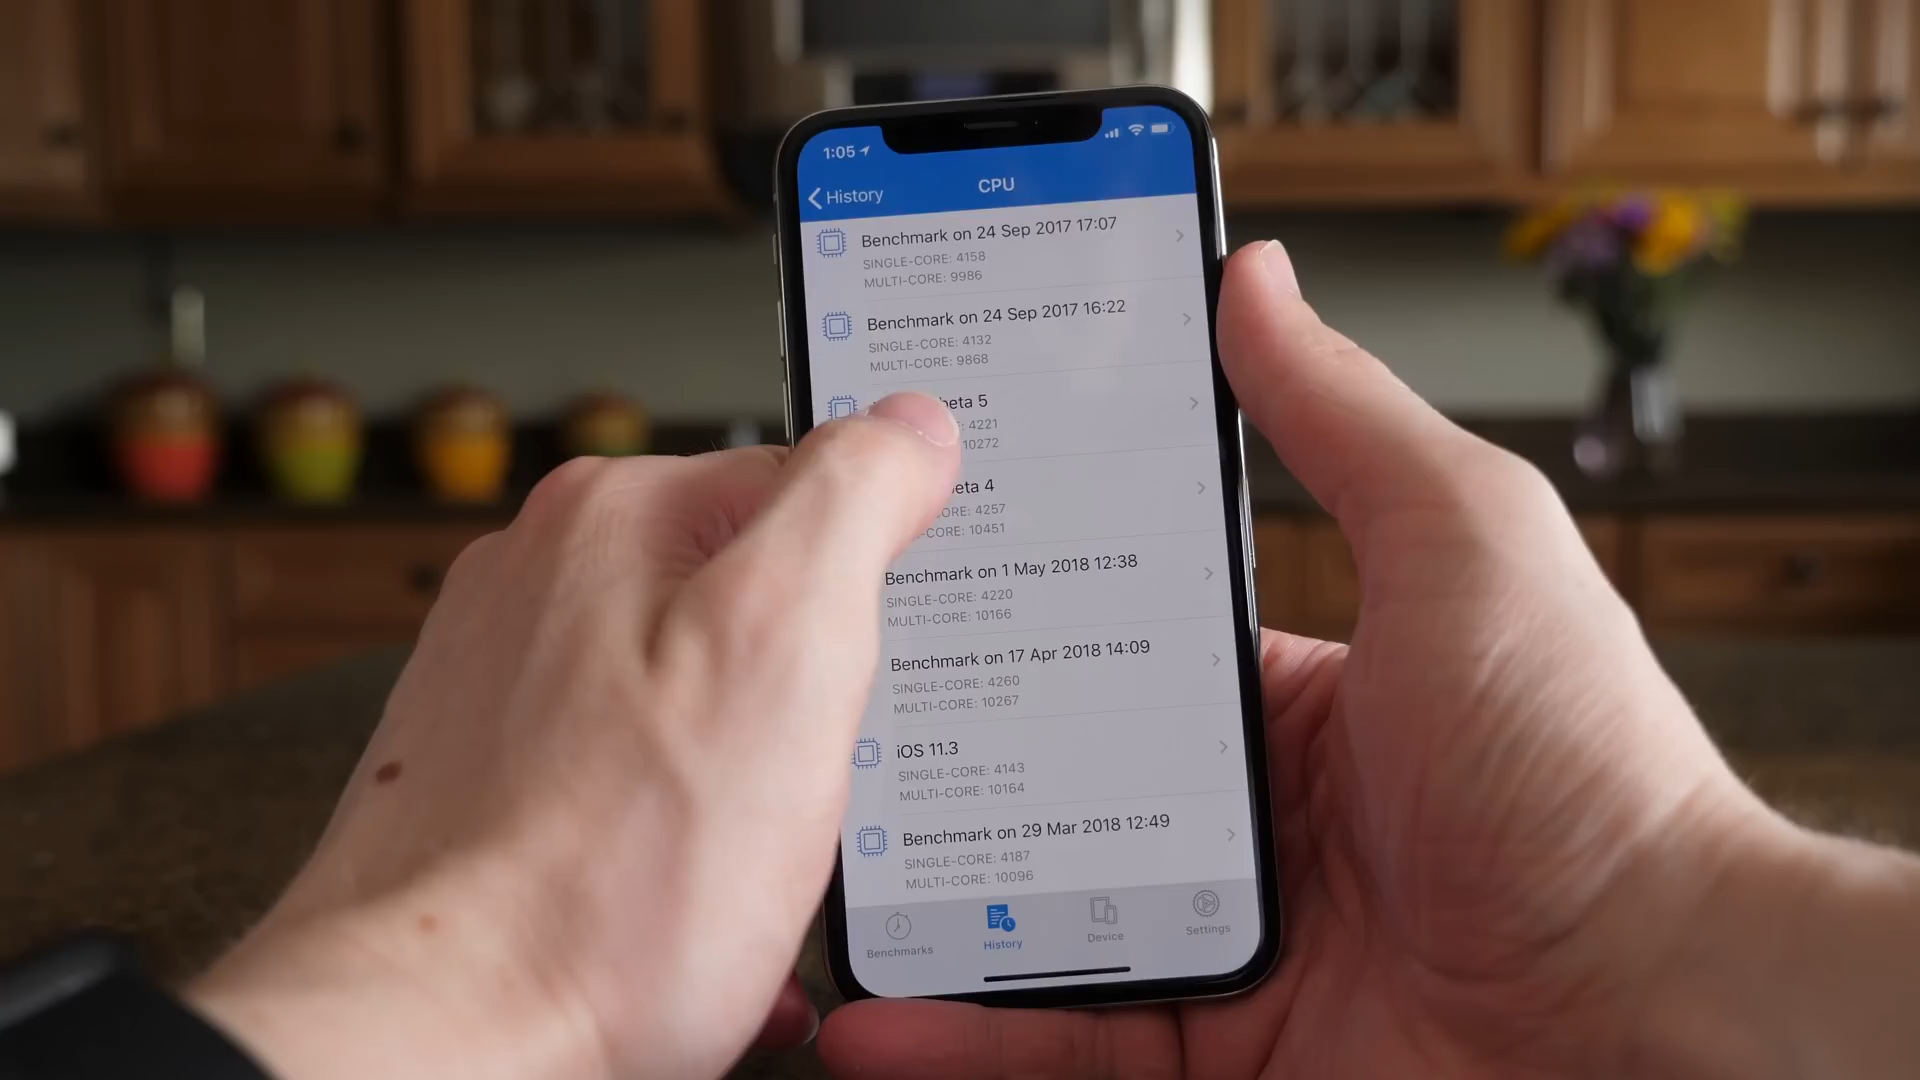 1:05
History
CPU
Benchmark on 24 Sep 2017 17:07
SINGLE-CORE: 4158
MULTI-CORE: 9986
Benchmark on 24 Sep 2017 16:22
SINGLE-CORE: 4132
MULTI-CORE: 9868
beta 5
4221
10272
beta 4
CORE: 4257
-CORE: 10451
Benchmark on 1 May 2018 12:38
SINGLE-CORE: 4220
MULTI-CORE: 10166
Benchmark on 17 Apr 2018 14:09
SINGLE-CORE: 4260
MULTI-CORE: 10267
iOS 11.3
SINGLE-CORE: 4143
MULTI-CORE: 10164
Benchmark on 29 Mar 2018 12:49
SINGLE-CORE: 4187
MULTI-CORE: 10096
Benchmarks
History
Device
Settings